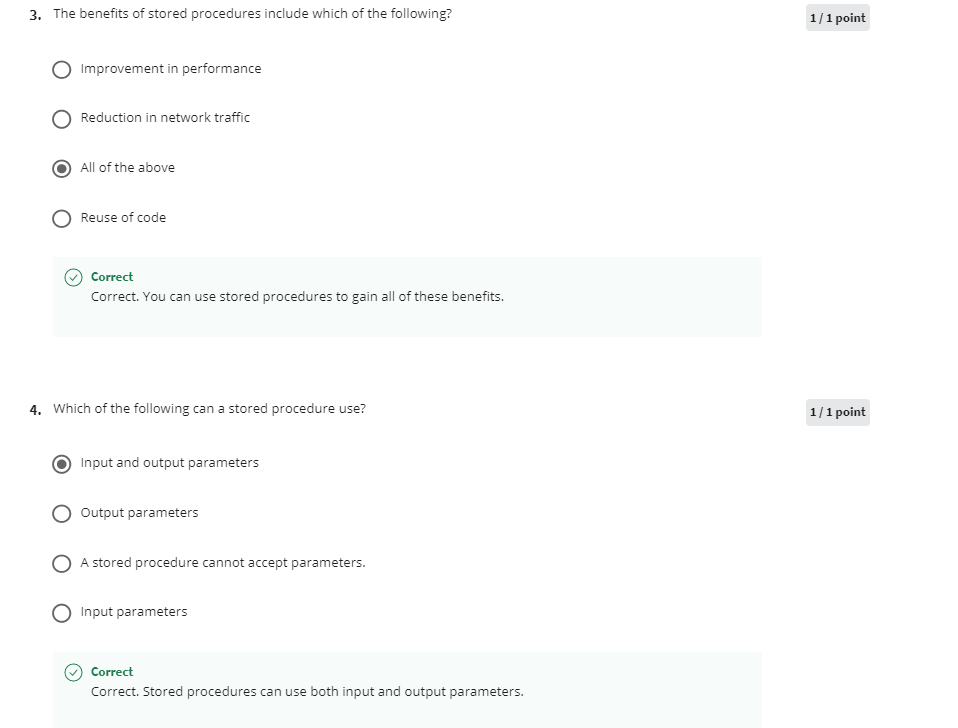 3. The benefits of stored procedures include which of the following?
1 / 1 point
Improvement in performance
Reduction in network traffic
All of the above
Reuse of code
Correct
Correct. You can use stored procedures to gain all of these benefits.
4. Which of the following can a stored procedure use?
1 / 1 point
Input and output parameters
Output parameters
A stored procedure cannot accept parameters.
Input parameters
Correct
Correct. Stored procedures can use both input and output parameters.